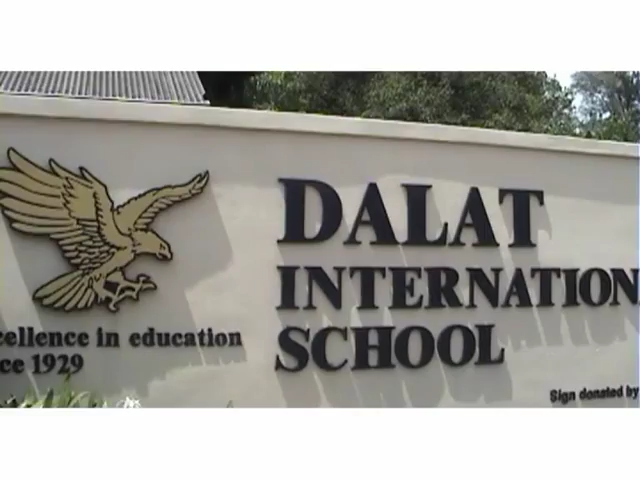 DALAT
INTERNATION
SCHOOL
cellence in education
ce 1929
Sign donated by